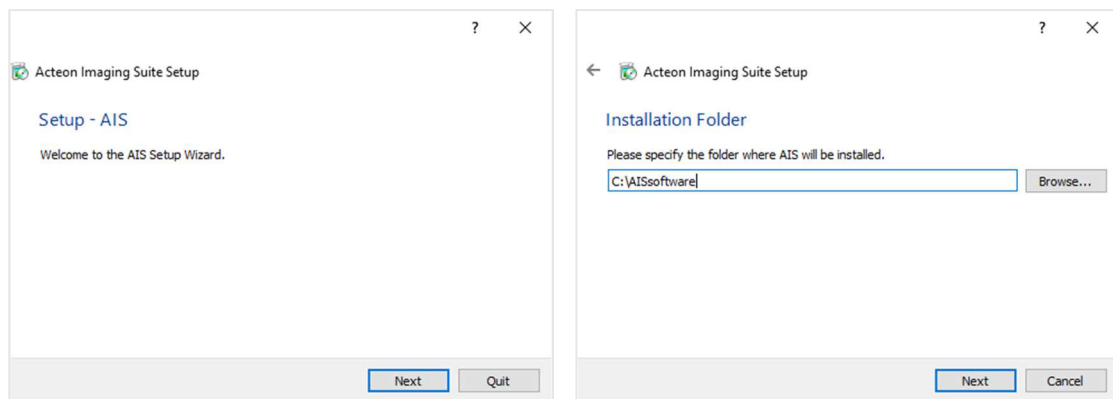 ?
Acteon Imaging Suite Setup
Setup - AIS
Welcome to the AIS Setup Wizard.
Next
Quit
?
Acteon Imaging Suite Setup
Installation Folder
Please specify the folder where AIS will be installed.
C:\AISsoftware
Browse...
Next
Cancel